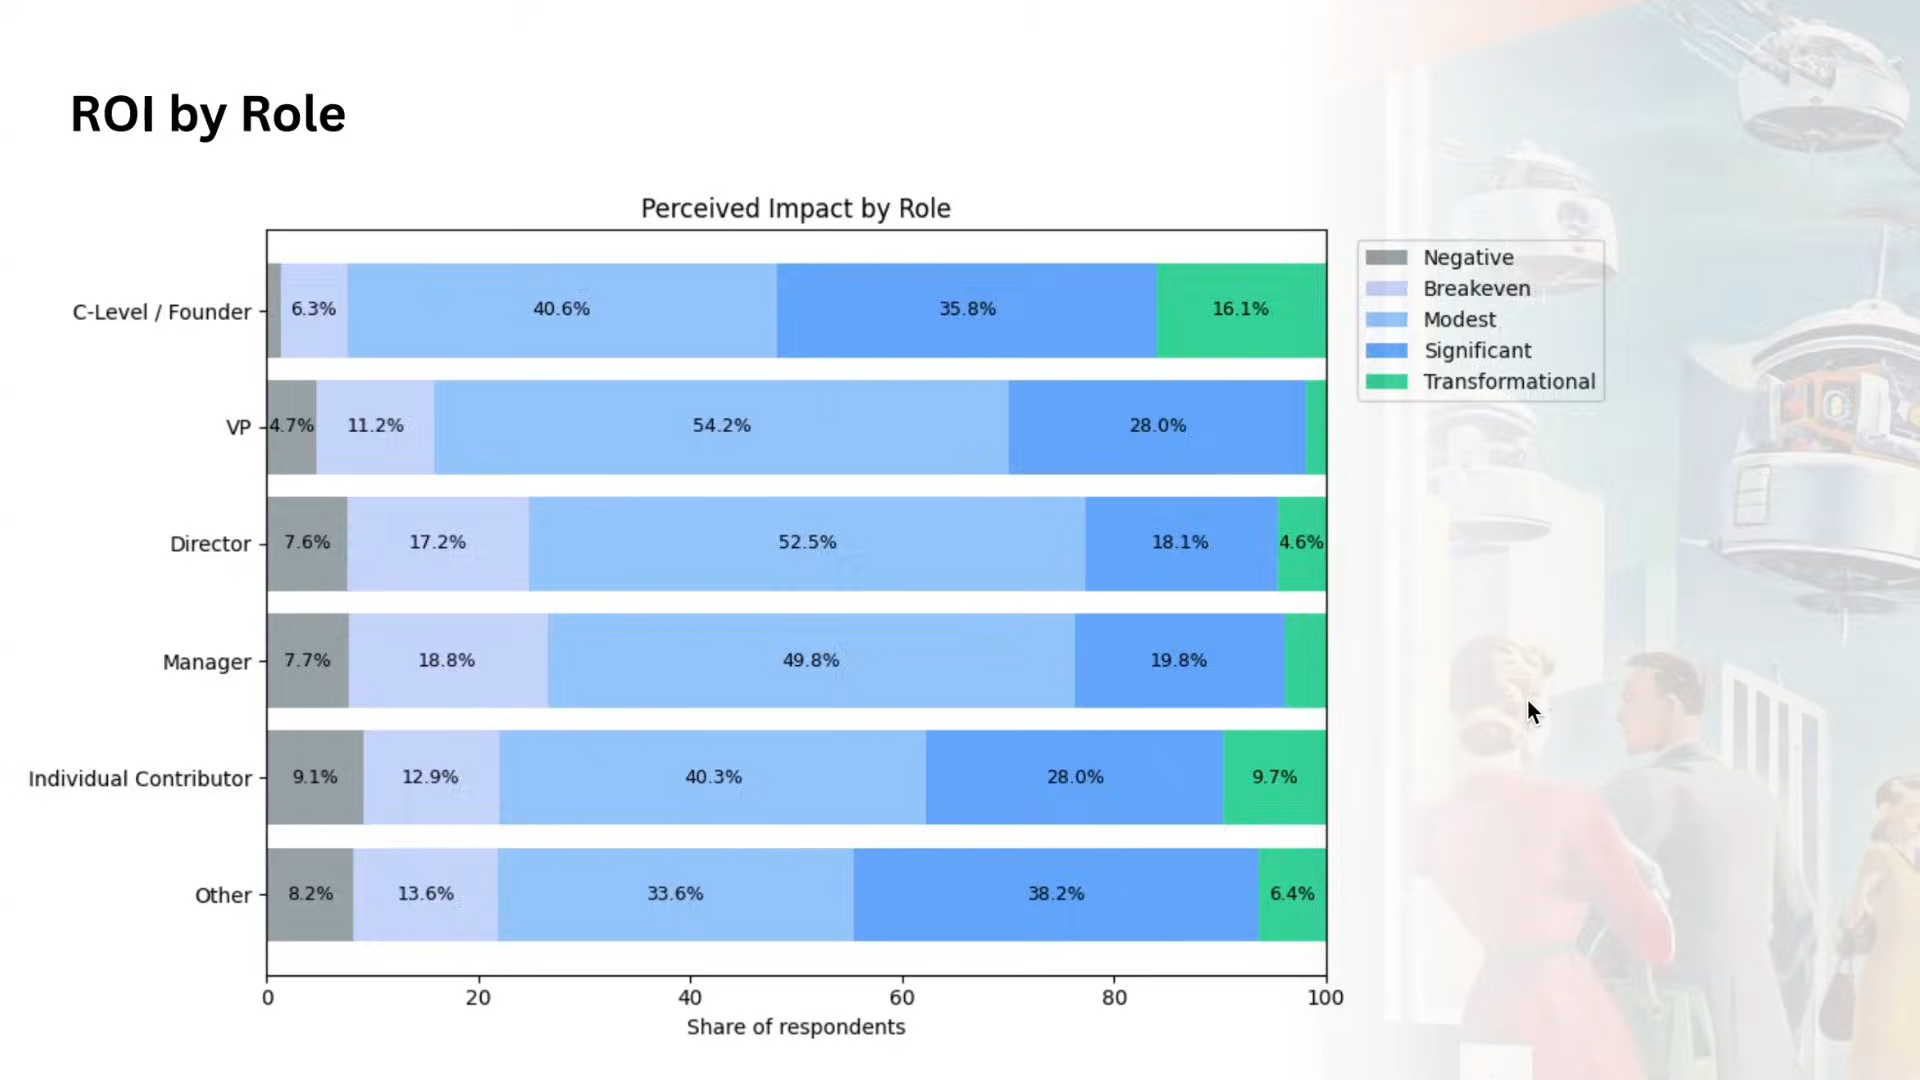 ROI by Role
Perceived Impact by Role
Negative
Breakeven
Modest
Significant
Transformational
C-Level / Founder 6.3% 40.6% 35.8% 16.1%
VP 4.7% 11.2% 54.2% 28.0%
Director 7.6% 17.2% 52.5% 18.1% 4.6%
Manager 7.7% 18.8% 49.8% 19.8%
Individual Contributor 9.1% 12.9% 40.3% 28.0% 9.7%
Other 8.2% 13.6% 33.6% 38.2% 6.4%
0 20 40 60 80 100
Share of respondents